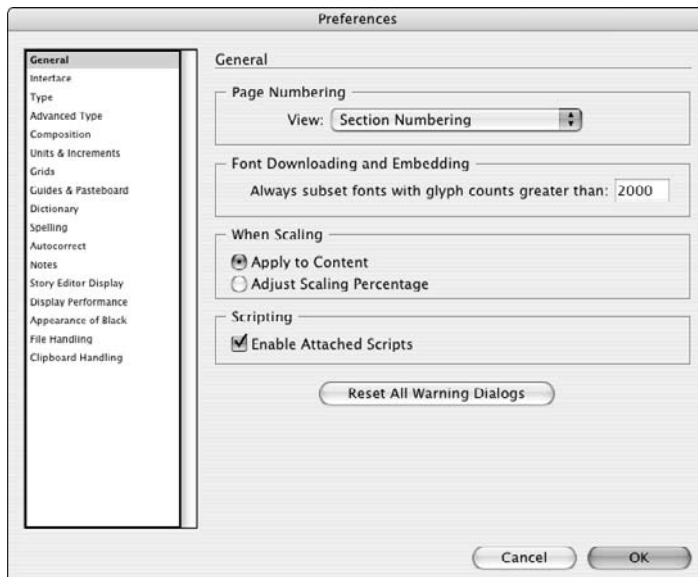 Preferences
General
Interface
Type
Advanced Type
Composition
Units & Increments
Grids
Guides & Pasteboard
Dictionary
Spelling
Autocorrect
Notes
Story Editor Display
Display Performance
Appearance of Black
File Handling
Clipboard Handling
General
Page Numbering
View: Section Numbering
Font Downloading and Embedding
Always subset fonts with glyph counts greater than: 2000
When Scaling
Apply to Content
Adjust Scaling Percentage
Scripting
Enable Attached Scripts
Reset All Warning Dialogs
Cancel OK